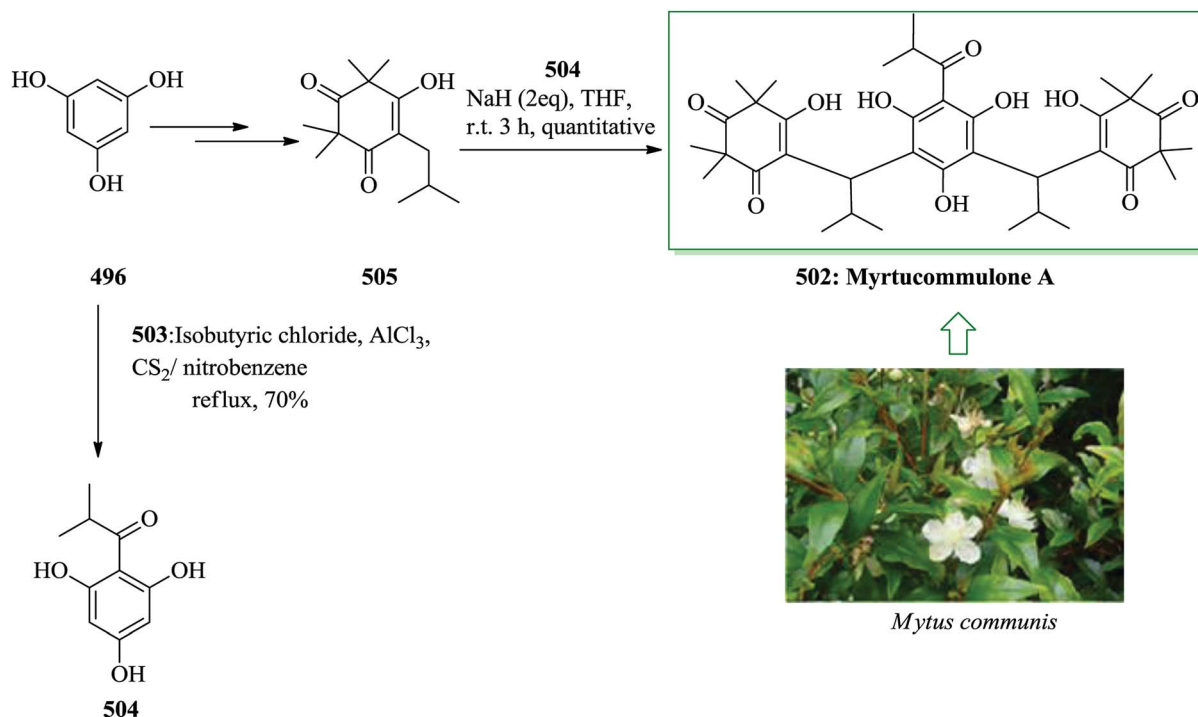 HO
OH
OH
496
O
OH
O
505
504
NaH (2eq), THF,
r.t. 3 h, quantitative
O
O
OH
HO
OH
HO
O
O
OH
O
502: Myrtucommulone A
503:Isobutyric chloride, AlCl₃,
CS₂/ nitrobenzene
reflux, 70%
O
HO
OH
OH
504
Mytus communis